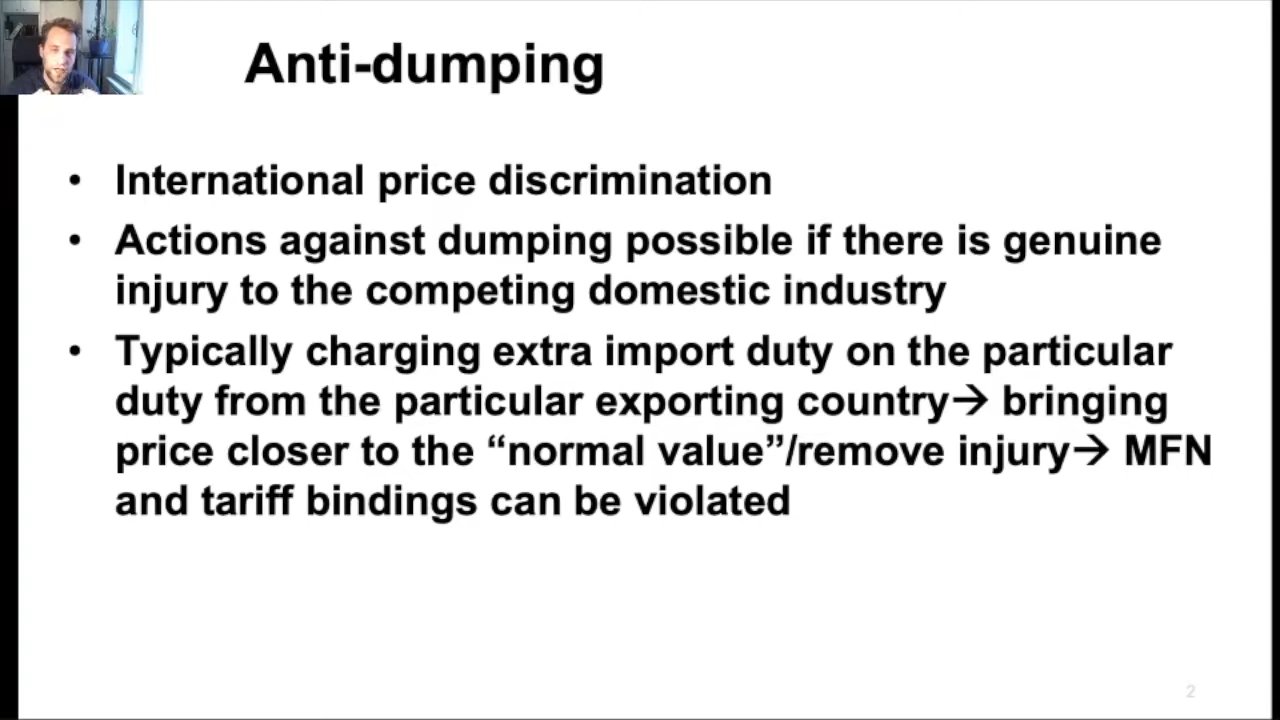 Anti-dumping
• International price discrimination
• Actions against dumping possible if there is genuine
injury to the competing domestic industry
• Typically charging extra import duty on the particular
duty from the particular exporting country→ bringing
price closer to the “normal value”/remove injury→ MFN
and tariff bindings can be violated
2